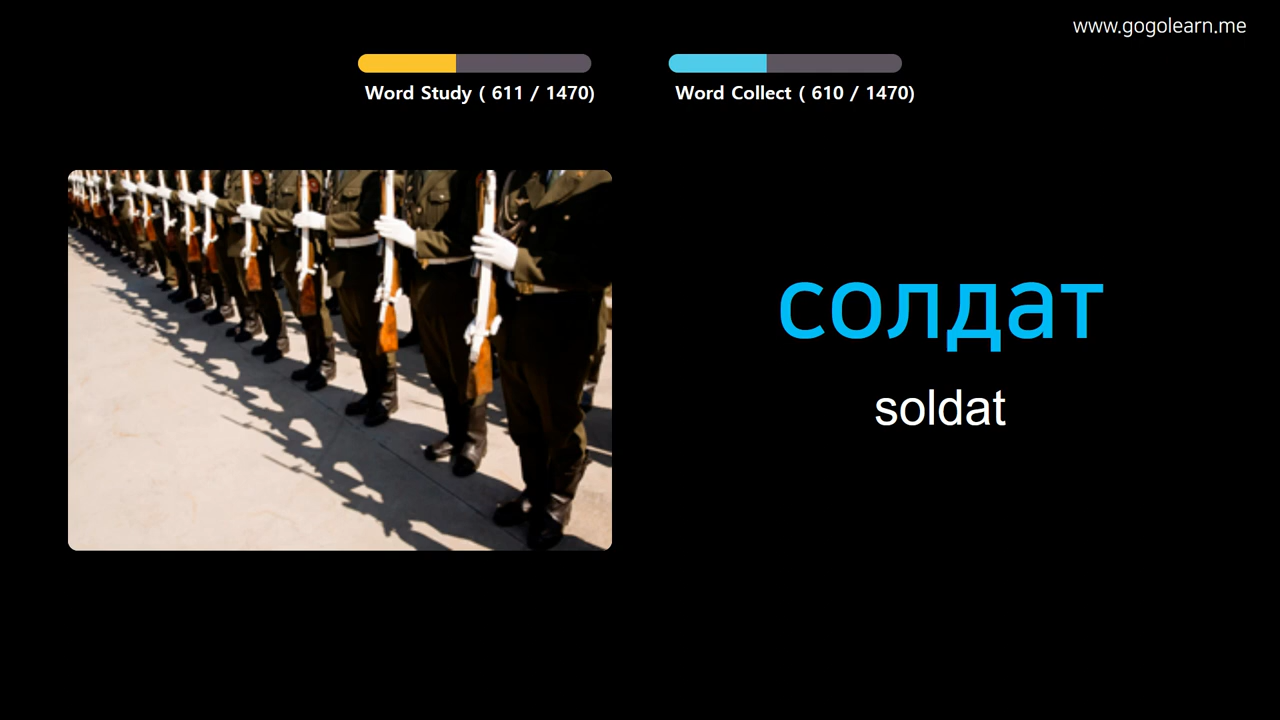 www.gogolearn.me
Word Study ( 611 / 1470)
Word Collect ( 610 / 1470)
солдат
soldat